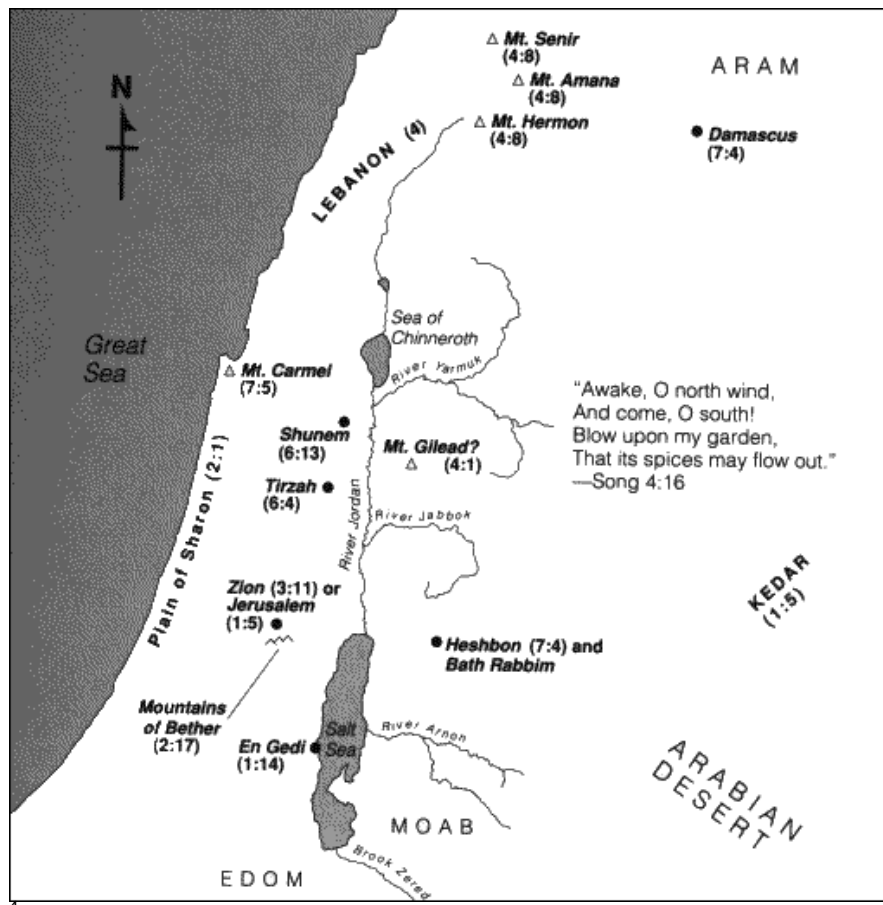 Mt. Senir
(4:8)
ARAM
Mt. Amana
(4:8)
N
Mt. Hermon
(4:8)
Damascus
(7:4)
LEBANON (4)
Sea of
Chinneroth
Great
Sea
Mt. Carmel
(7:5)
River Yarmuk
"Awake, O north wind,
And come, O south!
Blow upon my garden,
That its spices may flow out."
—Song 4:16
Shunem
(6:13)
Mt. Gilead?
(4:1)
Tirzah
(6:4)
Plain of Sharon (2:1)
River Jordan
River Jabbok
Zion (3:11) or
Jerusalem
(1:5)
KEDAR
(1:5)
Heshbon (7:4) and
Bath Rabbim
Mountains
of Bether
(2:17)
En Gedi
(1:14)
Salt
Sea
River Arnon
ARABIAN
DESERT
MOAB
EDOM
Brook Zered